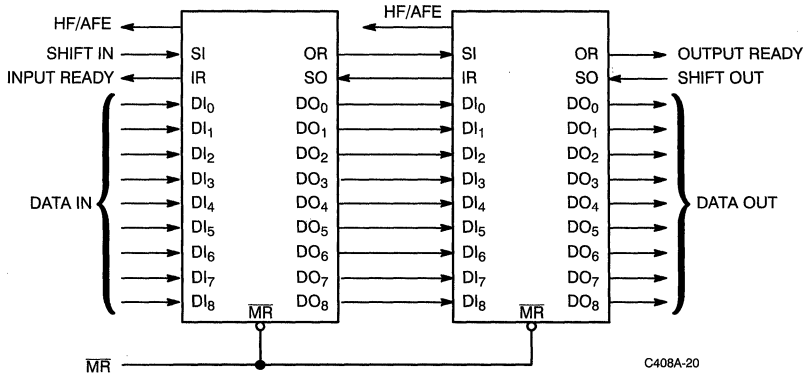 HF/AFE HF/AFE
SHIFT IN SI OR SI OR OUTPUT READY
INPUT READY IR SO IR SO SHIFT OUT
DI0 DO0 DI0 DO0
DI1 DO1 DI1 DO1
DI2 DO2 DI2 DO2
DI3 DO3 DI3 DO3
DATA IN DI4 DO4 DI4 DO4 DATA OUT
DI5 DO5 DI5 DO5
DI6 DO6 DI6 DO6
DI7 DO7 DI7 DO7
DI8 DO8 DI8 DO8
MR MR
MR C408A-20